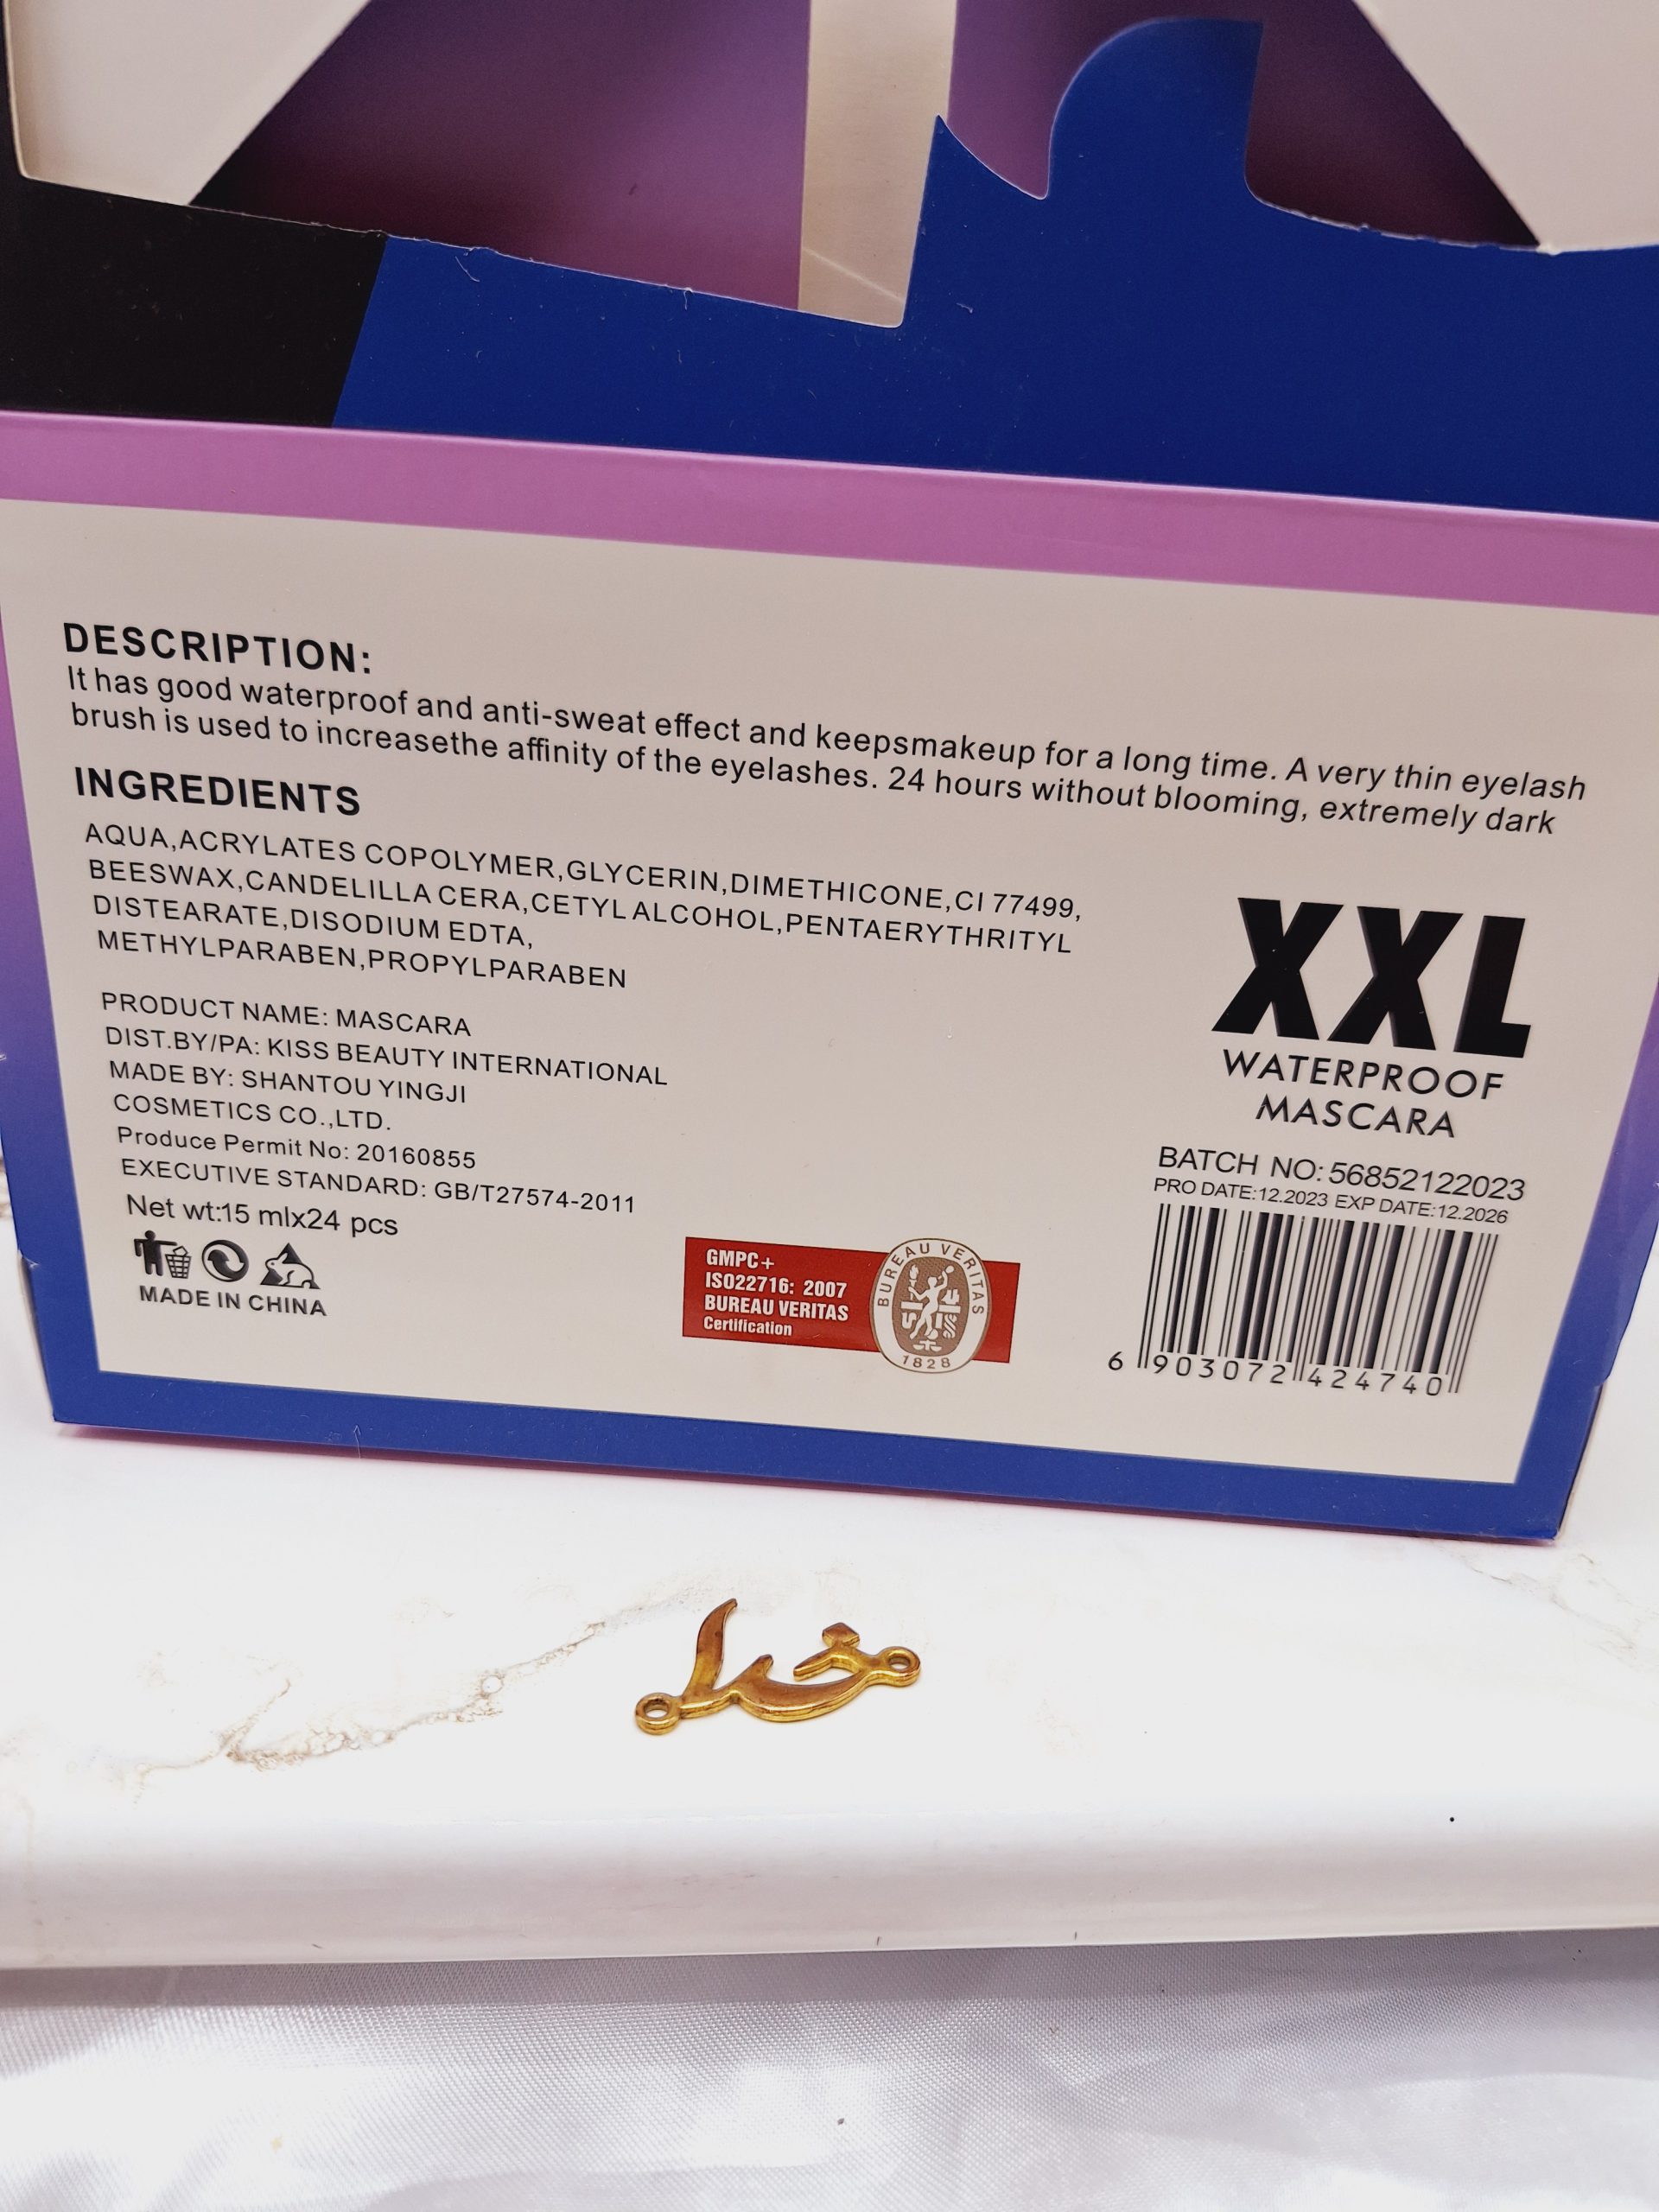 DESCRIPTION:
It has good waterproof and anti-sweat effect and keepsmakeup for a long time. A very thin eyelash
brush is used to increasethe affinity of the eyelashes. 24 hours without blooming, extremely dark
INGREDIENTS
AQUA,ACRYLATES COPOLYMER,GLYCERIN,DIMETHICONE,CI 77499,
BEESWAX,CANDELILLA CERA,CETYL ALCOHOL,PENTAERYTHRITYL
DISTEARATE,DISODIUM EDTA,
METHYLPARABEN,PROPYLPARABEN
PRODUCT NAME: MASCARA
DIST.BY/PA: KISS BEAUTY INTERNATIONAL
MADE BY: SHANTOU YINGJI
COSMETICS CO.,LTD.
Produce Permit No: 20160855
EXECUTIVE STANDARD: GB/T27574-2011
Net wt:15 mlx24 pcs
MADE IN CHINA
GMPC+
ISO22716: 2007
BUREAU VERITAS
Certification
BUREAU VERITAS
1828
XXL
WATERPROOF
MASCARA
BATCH NO: 56852122023
PRO DATE:12.2023 EXP DATE:12.2026
6 903072 424740